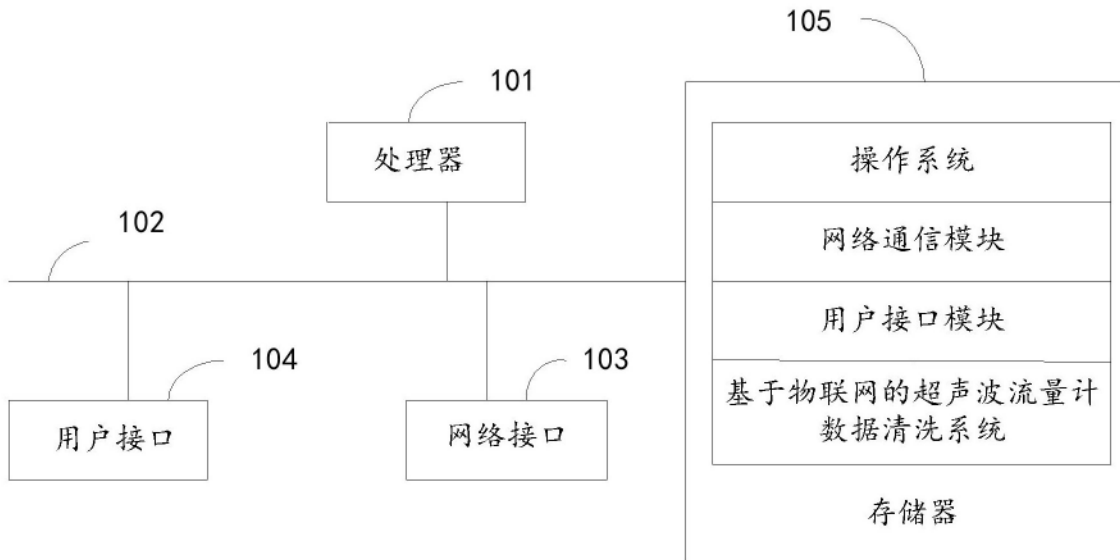 105
101
处理器
操作系统
102
网络通信模块
用户接口模块
104
103
用户接口
网络接口
基于物联网的超声波流量计
数据清洗系统
存储器